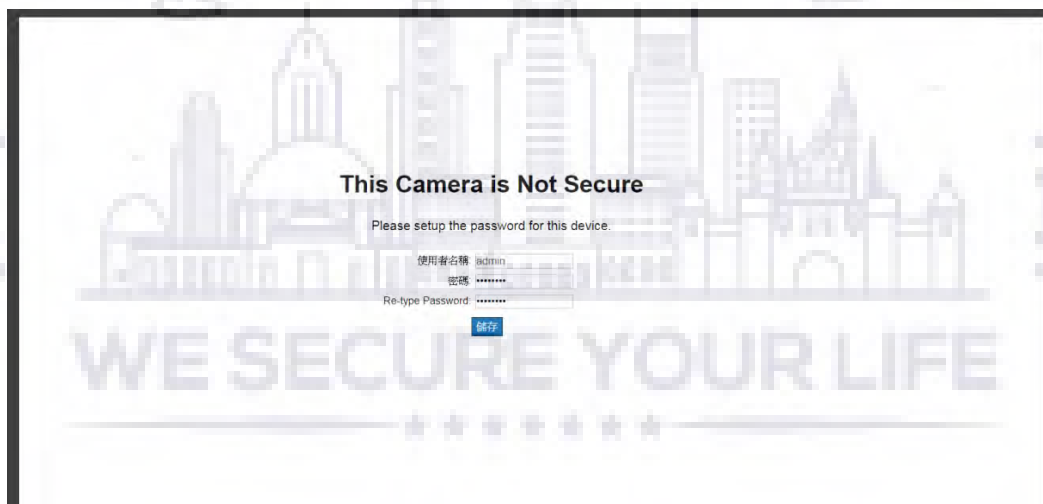 This Camera is Not Secure
Please setup the password for this device.
使用者名稱: admin
密碼: ••••••••
Re-type Password: ••••••••
儲存
WE SECURE YOUR LIFE